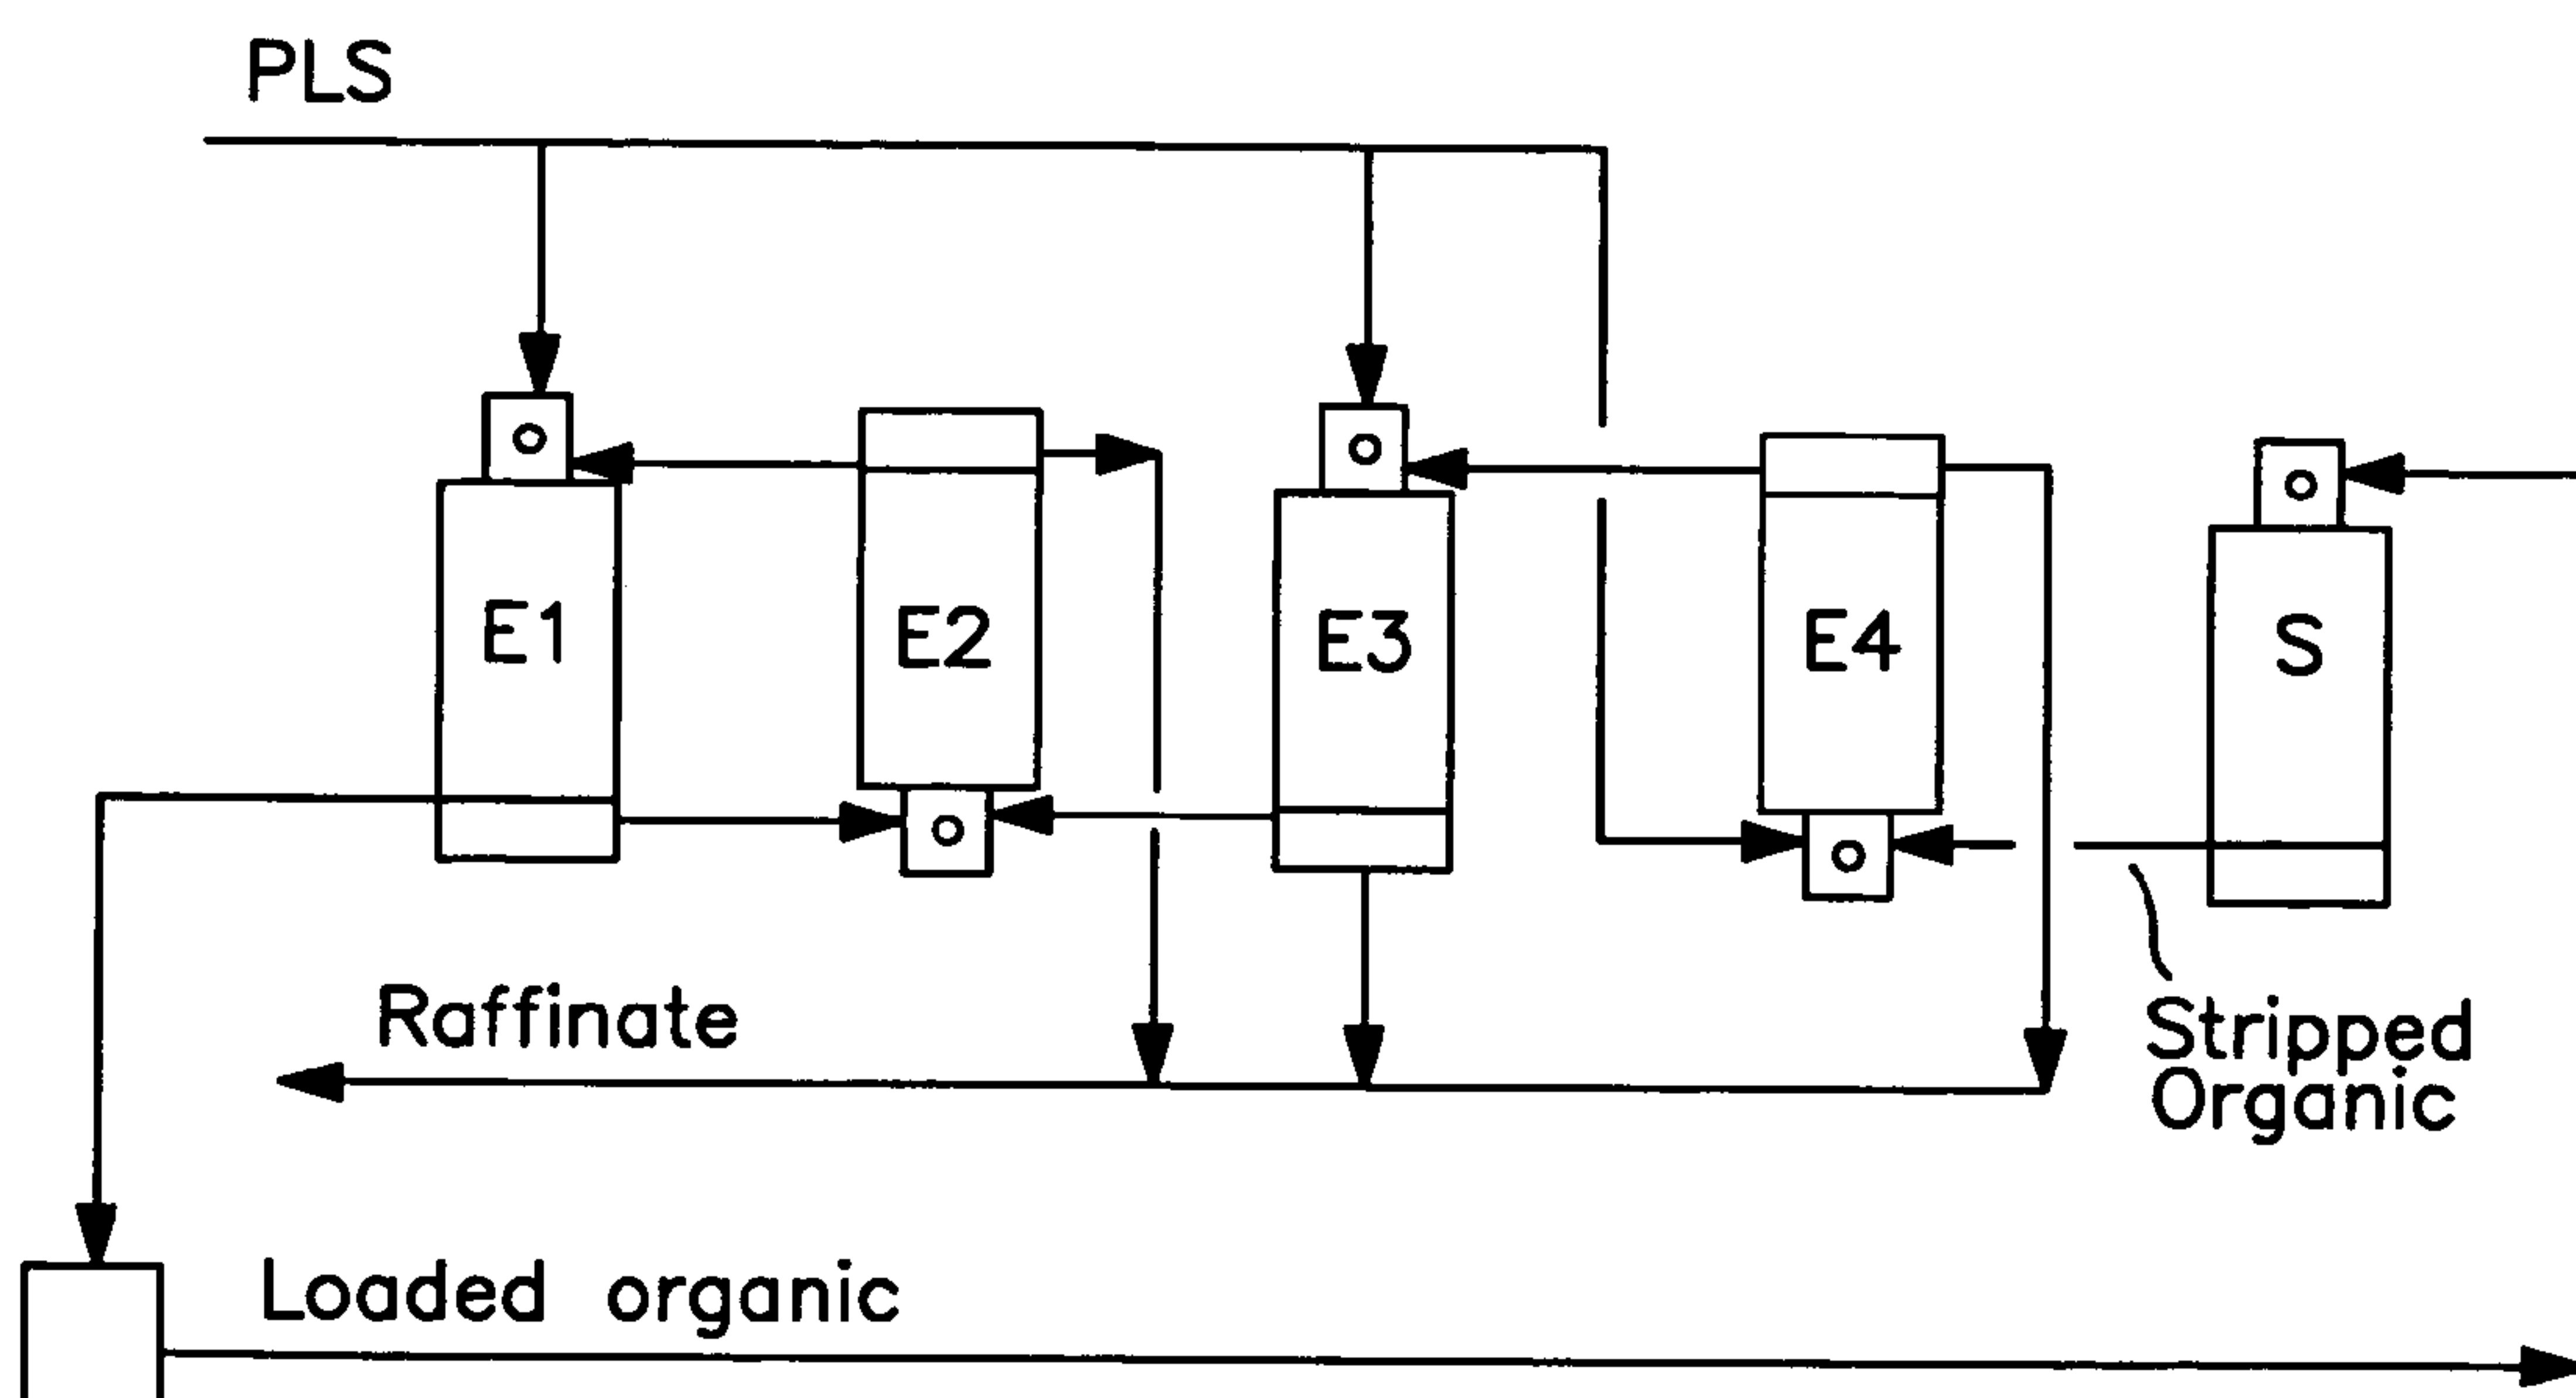 PLS
E1
E2
E3
E4
S
Raffinate
Stripped
Organic
Loaded organic